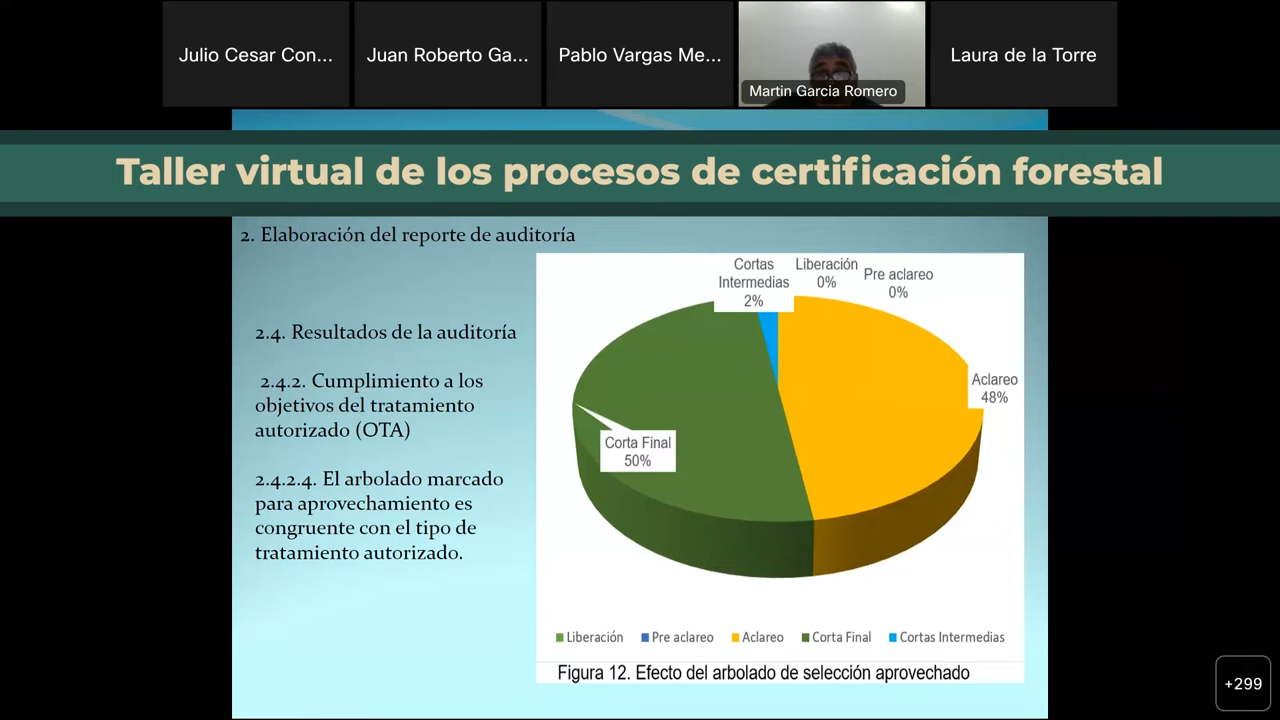 Julio Cesar Con...
Juan Roberto Ga...
Pablo Vargas Me...
Martin Garcia Romero
Laura de la Torre
Taller virtual de los procesos de certificación forestal
2. Elaboración del reporte de auditoría
2.4. Resultados de la auditoría
2.4.2. Cumplimiento a los
objetivos del tratamiento
autorizado (OTA)
2.4.2.4. El arbolado marcado
para aprovechamiento es
congruente con el tipo de
tratamiento autorizado.
Cortas
Intermedias
2%
Liberación
0%
Pre aclareo
0%
Aclareo
48%
Corta Final
50%
Liberación
Pre aclareo
Aclareo
Corta Final
Cortas Intermedias
Figura 12. Efecto del arbolado de selección aprovechado
+299